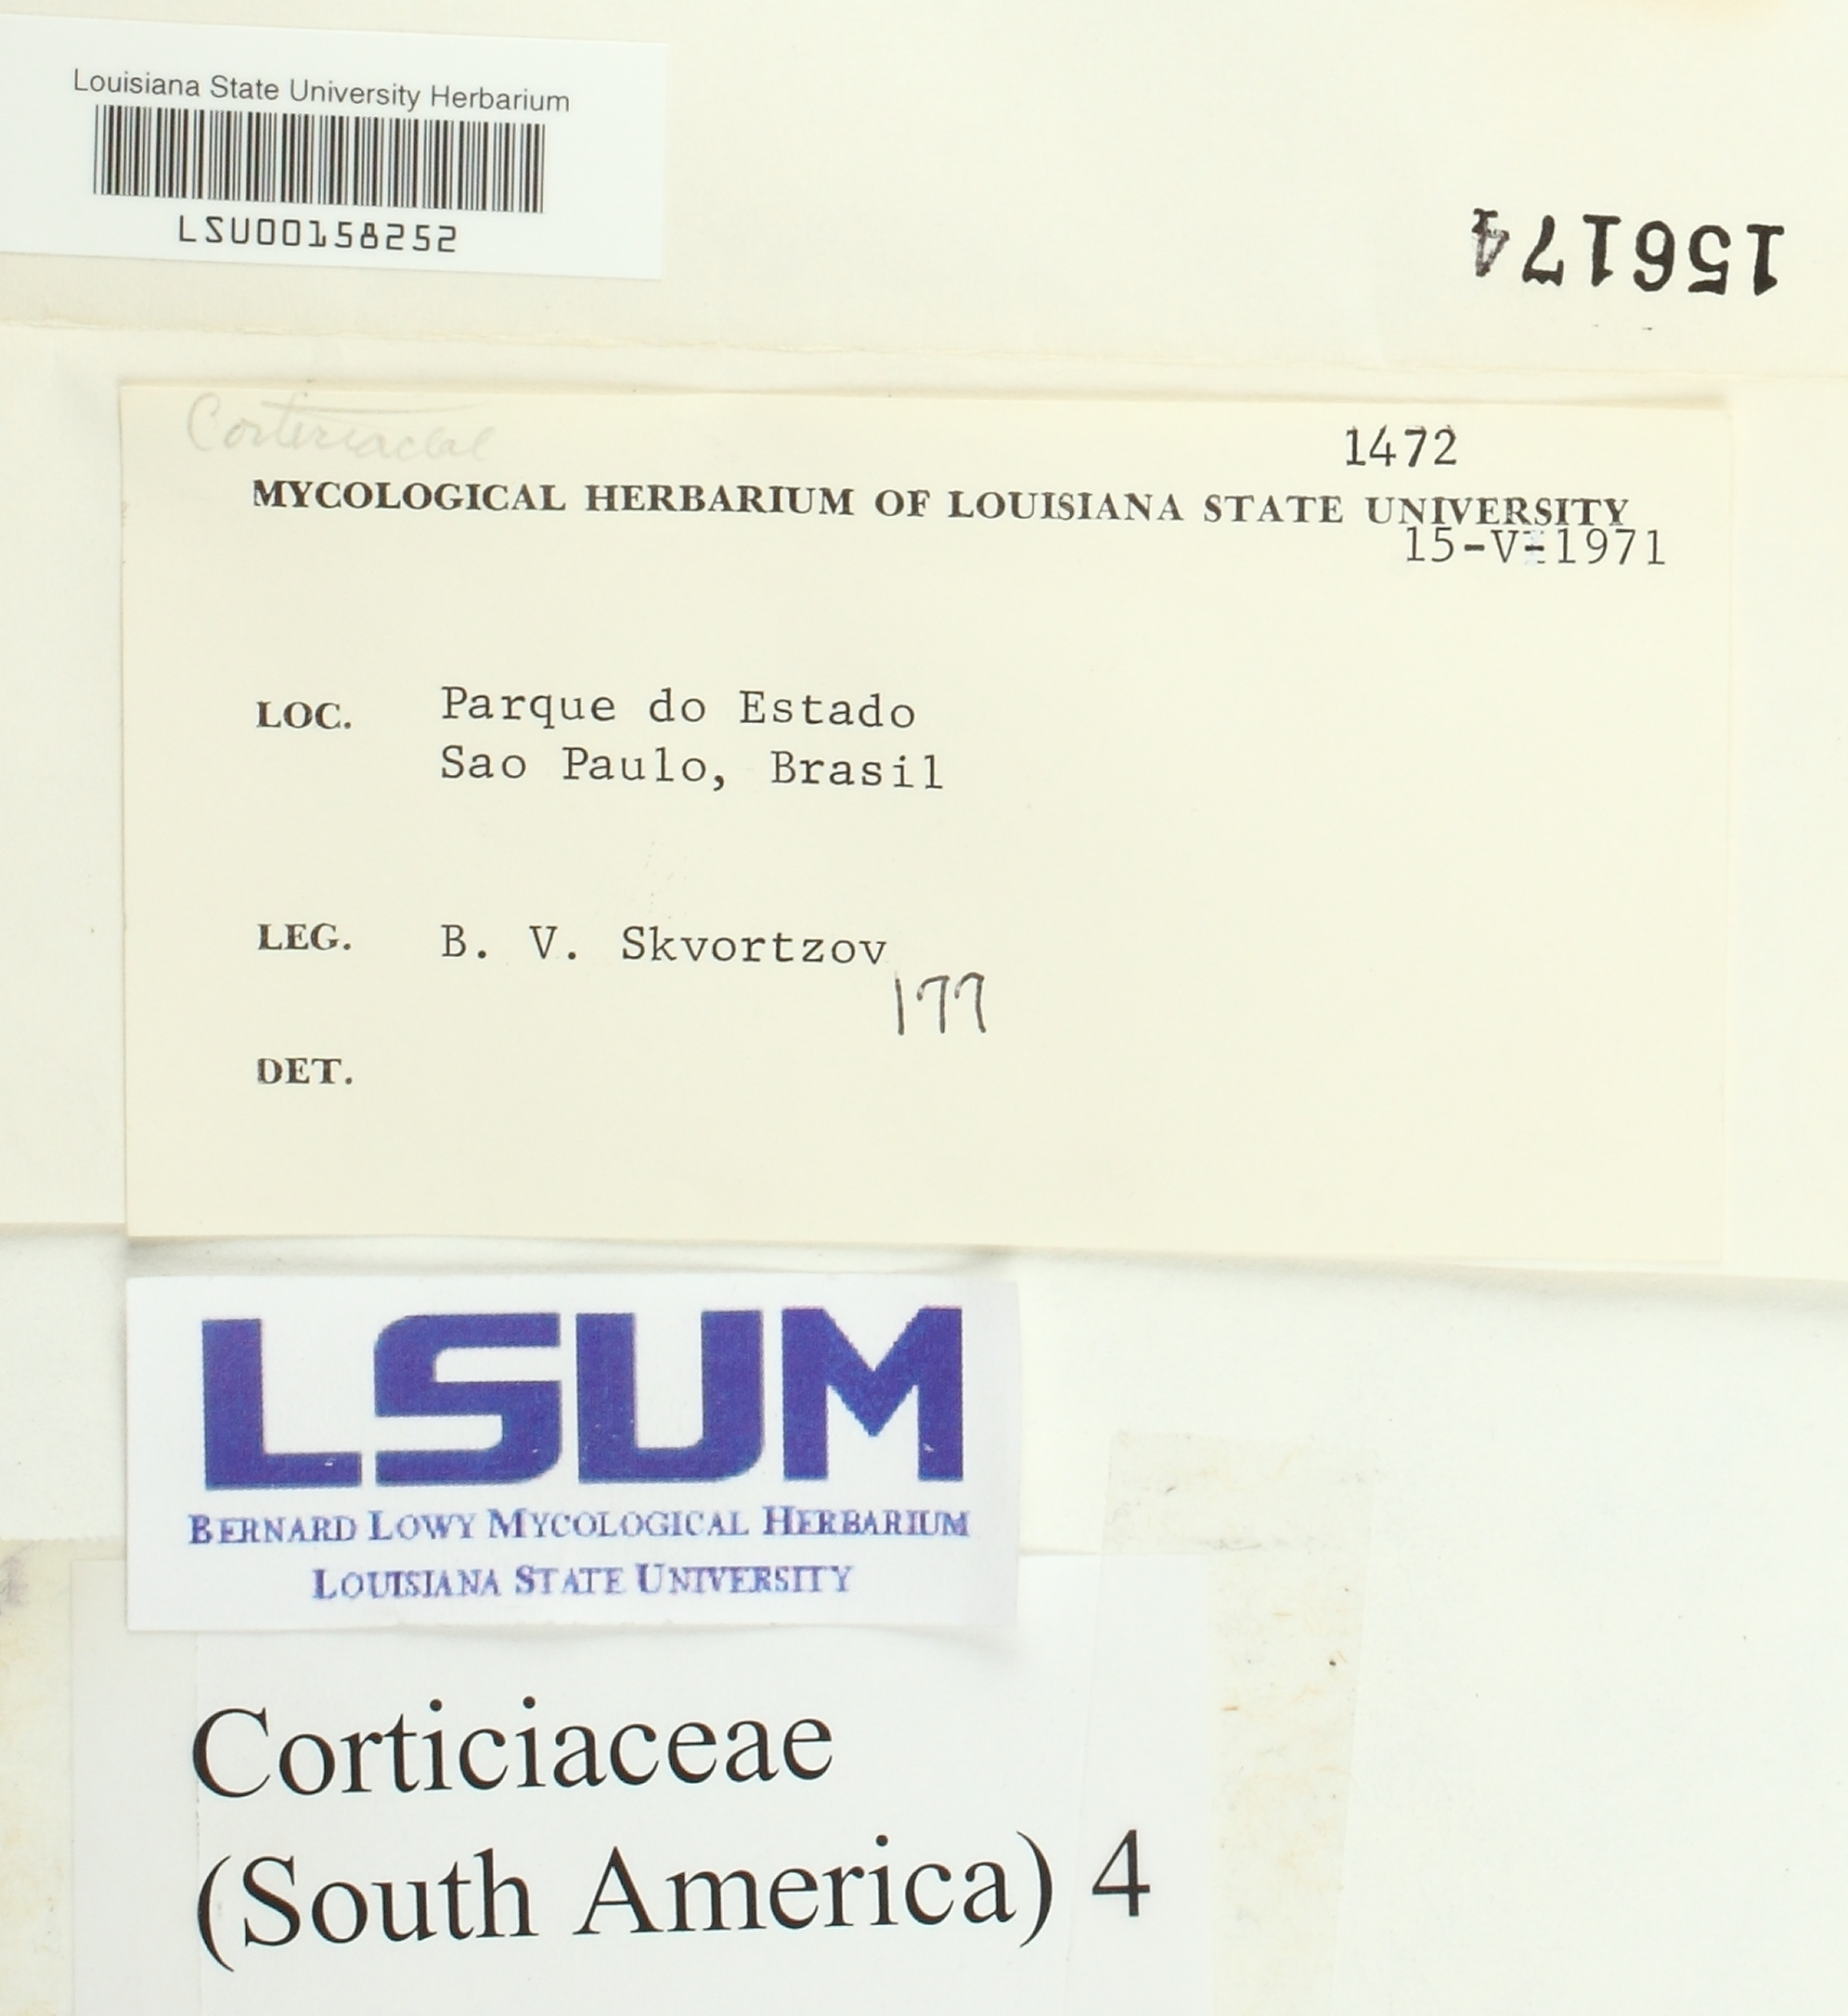 Louisiana State University Herbarium
LSU00158252
156174
Corticiaceae
1472
MYCOLOGICAL HERBARIUM OF LOUISIANA STATE UNIVERSITY
15-V-1971
LOC. Parque do Estado
Sao Paulo, Brasil
LEG. B. V. Skvortzov
177
DET.
LSUM
BERNARD LOWY MYCOLOGICAL HERBARIUM
LOUISIANA STATE UNIVERSITY
Corticiaceae
(South America) 4